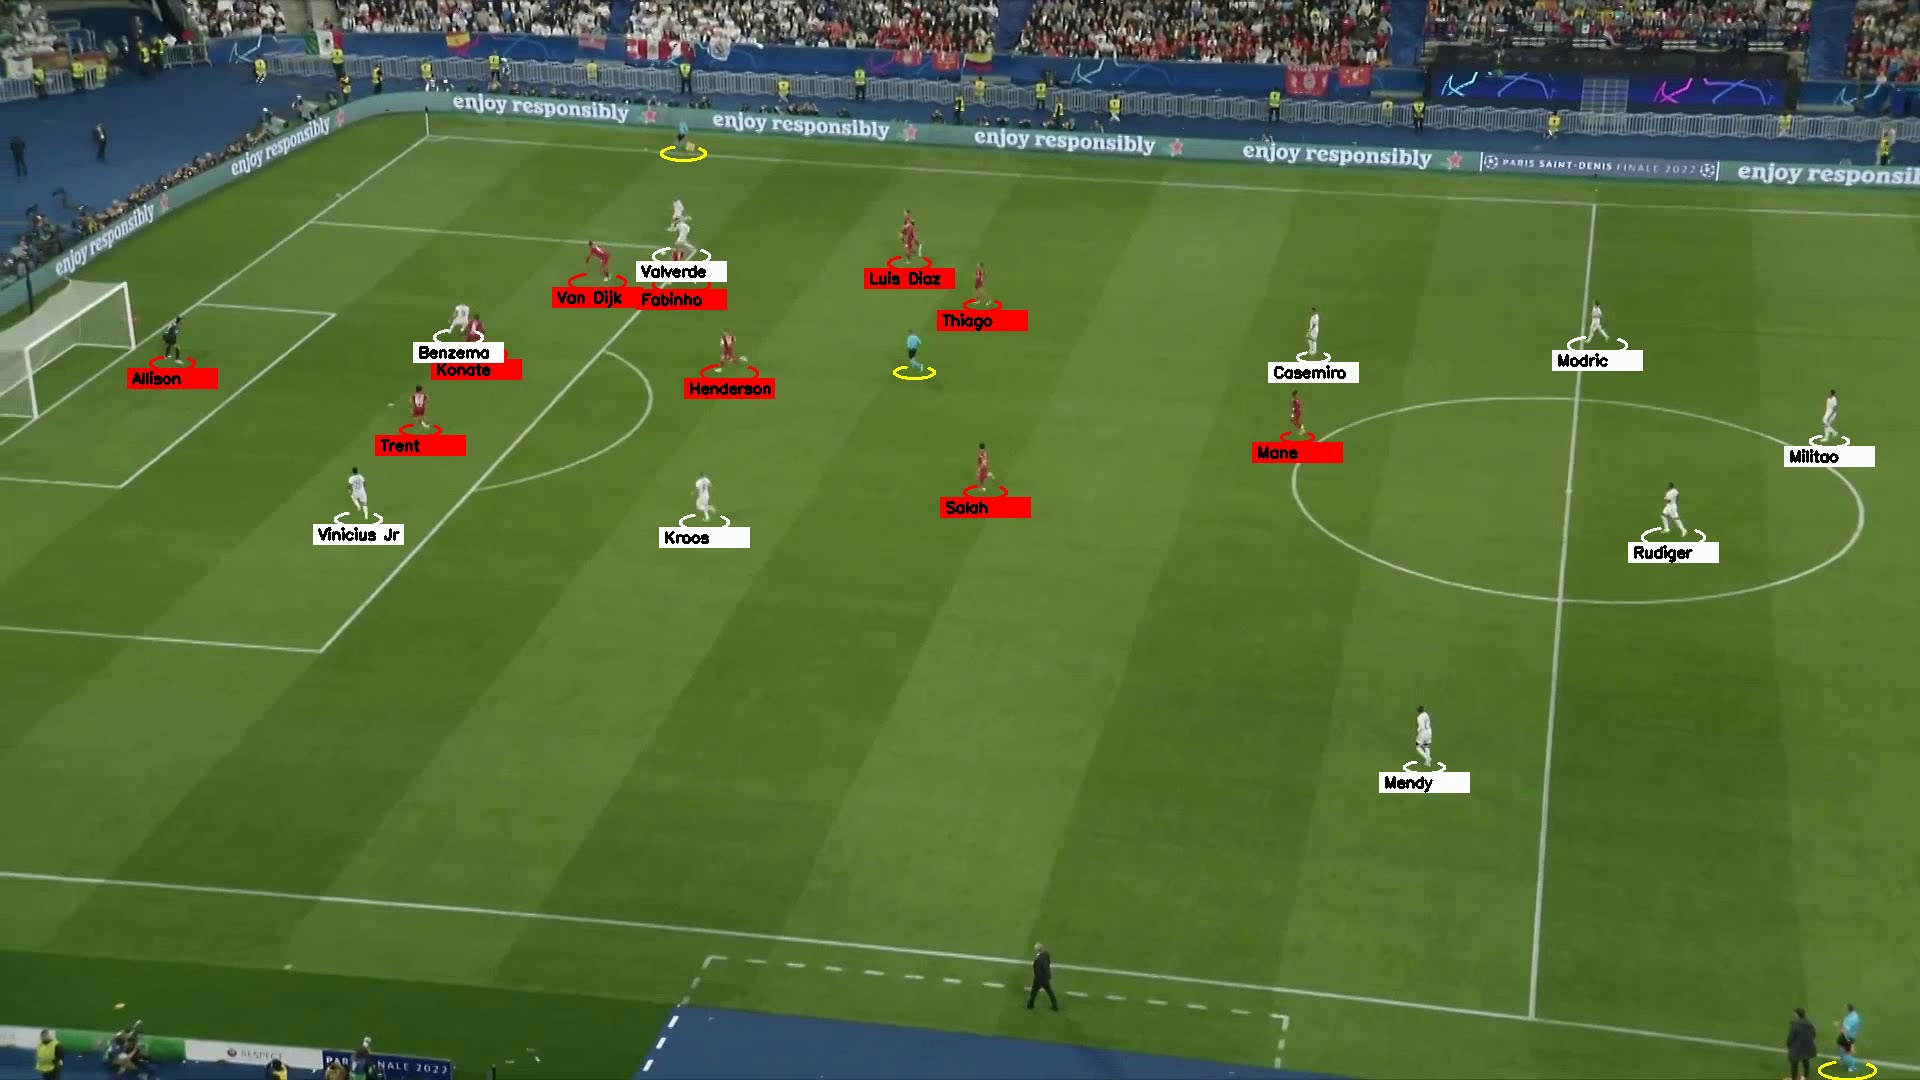 enjoy responsibly
enjoy responsibly
enjoy responsibly
enjoy responsibly
PARIS SAINT-DENIS FINALE 2022
enjoy responsibly
enjoy responsibly
Valverde
Luis Diaz
Van Dijk
Fabinho
Thiago
Benzema
Konate
Allison
Henderson
Casemiro
Modric
Trent
Mane
Militao
Salah
Vinicius Jr
Kroos
Rudiger
Mendy
RESPECT